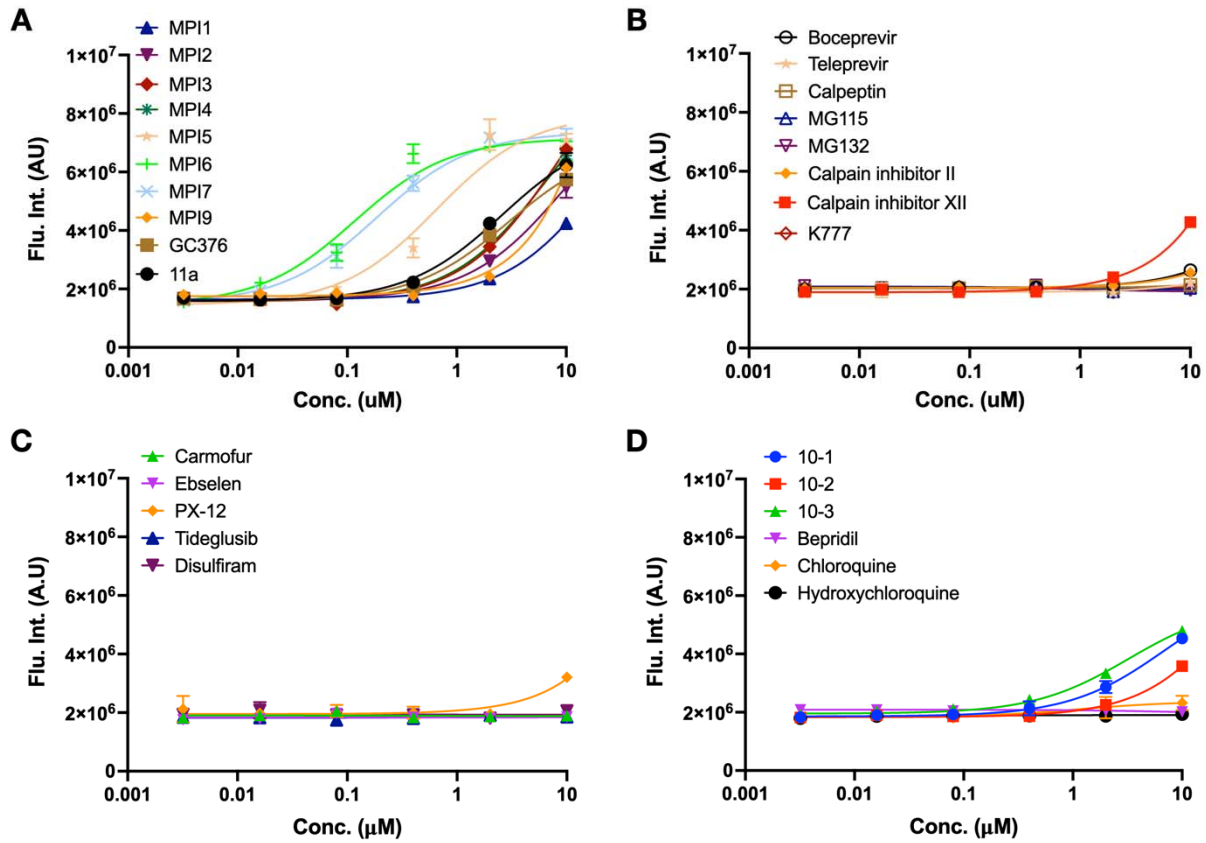 A
MPI1
MPI2
MPI3
MPI4
MPI5
MPI6
MPI7
MPI9
GC376
11a
1×10⁷
8×10⁶
6×10⁶
4×10⁶
2×10⁶
0
Flu. Int. (AU)
0.001 0.01 0.1 1 10
Conc. (uM)
B
Boceprevir
Teleprevir
Calpeptin
MG115
MG132
Calpain inhibitor II
Calpain inhibitor XII
K777
1×10⁷
8×10⁶
6×10⁶
4×10⁶
2×10⁶
0
Flu. Int. (A.U)
0.001 0.01 0.1 1 10
Conc. (uM)
C
Carmofur
Ebselen
PX-12
Tideglusib
Disulfiram
1×10⁷
8×10⁶
6×10⁶
4×10⁶
2×10⁶
0
Flu. Int. (A.U)
0.001 0.01 0.1 1 10
Conc. (μM)
D
10-1
10-2
10-3
Bepridil
Chloroquine
Hydroxychloroquine
1×10⁷
8×10⁶
6×10⁶
4×10⁶
2×10⁶
0
Flu. Int. (A.U)
0.001 0.01 0.1 1 10
Conc. (μM)